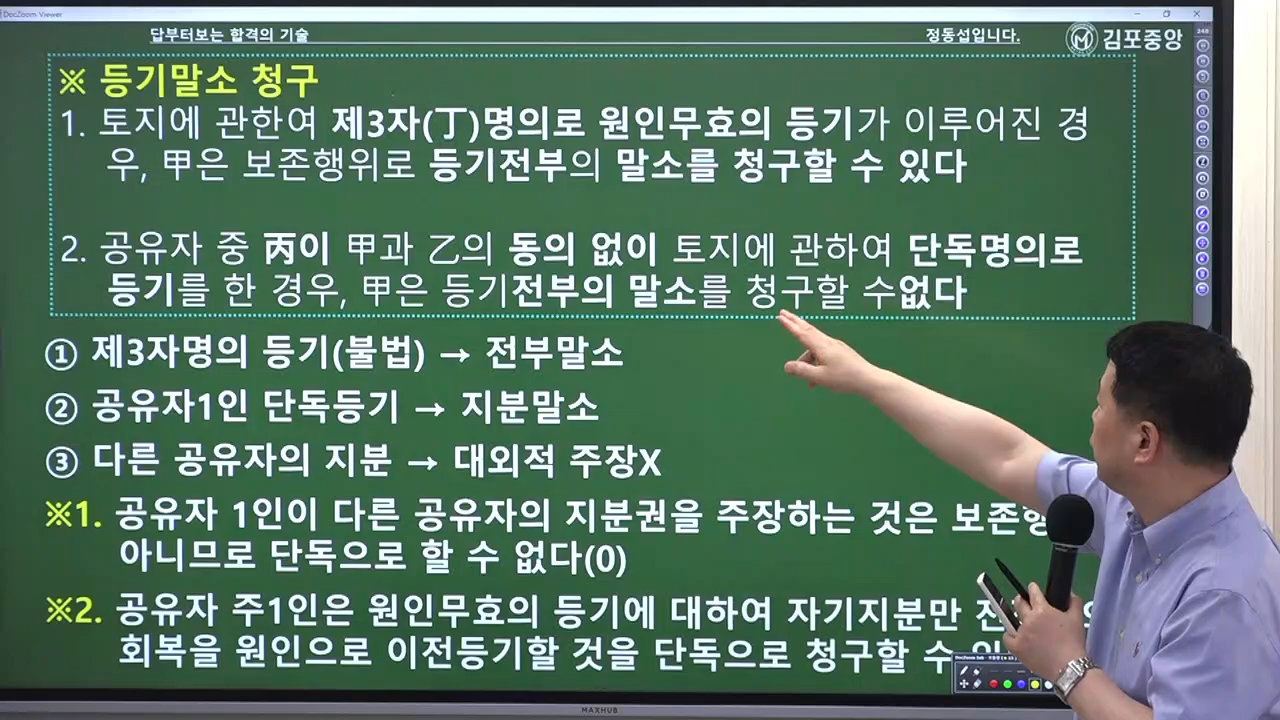 DocZoom Viewer
답부터보는 합격의 기술
정동섭입니다.
김포중앙
※ 등기말소 청구
1. 토지에 관한여 제3자(丁)명의로 원인무효의 등기가 이루어진 경
우, 甲은 보존행위로 등기전부의 말소를 청구할 수 있다
2. 공유자 중 丙이 甲과 乙의 동의 없이 토지에 관하여 단독명의로
등기를 한 경우, 甲은 등기전부의 말소를 청구할 수없다
① 제3자명의 등기(불법) → 전부말소
② 공유자1인 단독등기 → 지분말소
③ 다른 공유자의 지분 → 대외적 주장X
※1. 공유자 1인이 다른 공유자의 지분권을 주장하는 것은 보존
아니므로 단독으로 할 수 없다(0)
※2. 공유자 주1인은 원인무효의 등기에 대하여 자기지분만
회복을 원인으로 이전등기할 것을 단독으로 청구할 수
MAXHUB